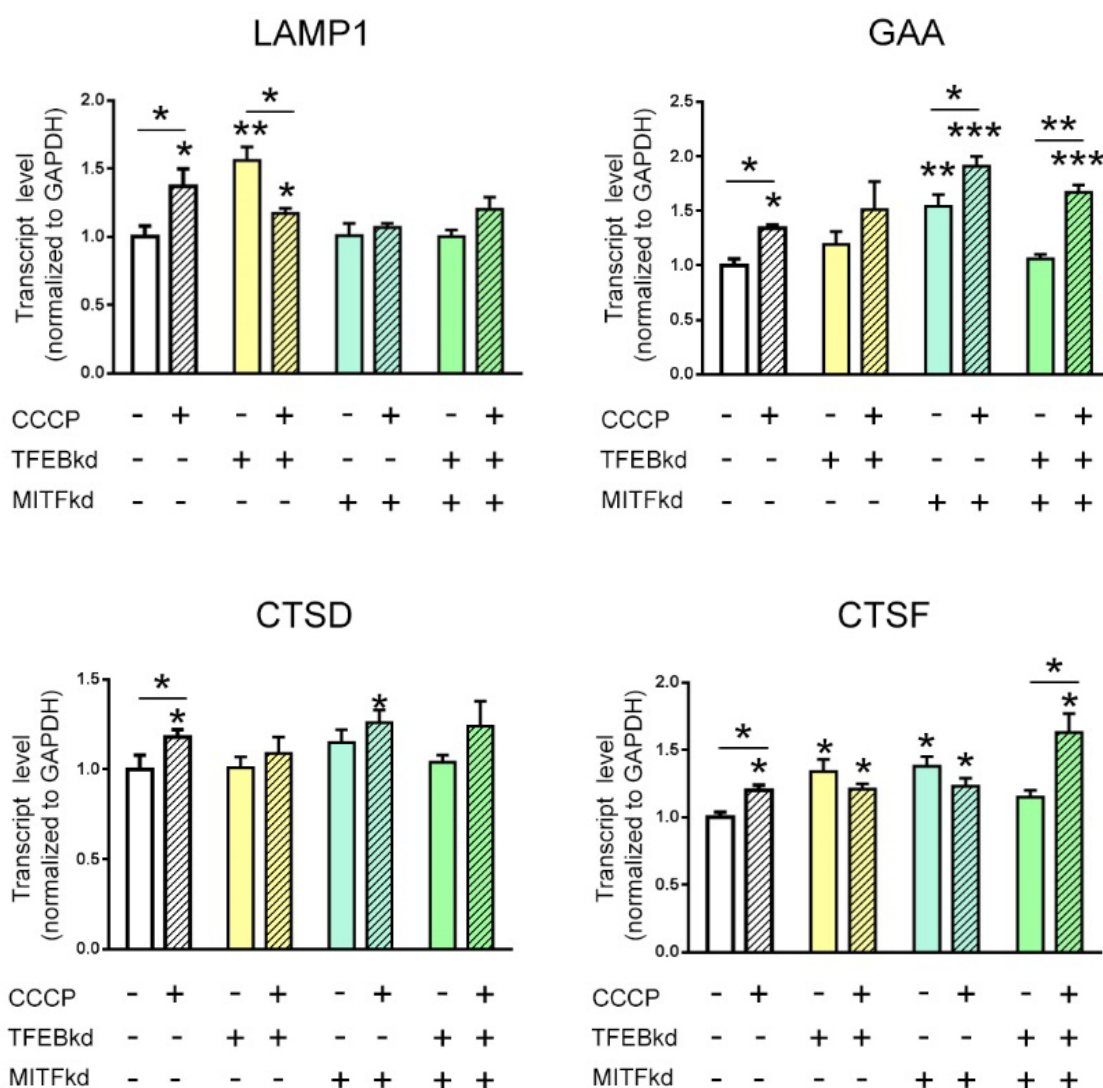 LAMP1
Transcript level
(normalized to GAPDH)
2.0
1.5
1.0
0.5
0.0
* * ** * *
CCCP - + - + - + - +
TFEBkd - - + + - - + +
MITFkd - - - - + + + +
GAA
Transcript level
(normalized to GAPDH)
2.5
2.0
1.5
1.0
0.5
0.0
* * ** * *** ** ***
CCCP - + - + - + - +
TFEBkd - - + + - - + +
MITFkd - - - - + + + +
CTSD
Transcript level
(normalized to GAPDH)
1.5
1.0
0.5
0.0
* * *
CCCP - + - + - + - +
TFEBkd - - + + - - + +
MITFkd - - - - + + + +
CTSF
Transcript level
(normalized to GAPDH)
2.0
1.5
1.0
0.5
0.0
* * * * * * * *
CCCP - + - + - + - +
TFEBkd - - + + - - + +
MITFkd - - - - + + + +